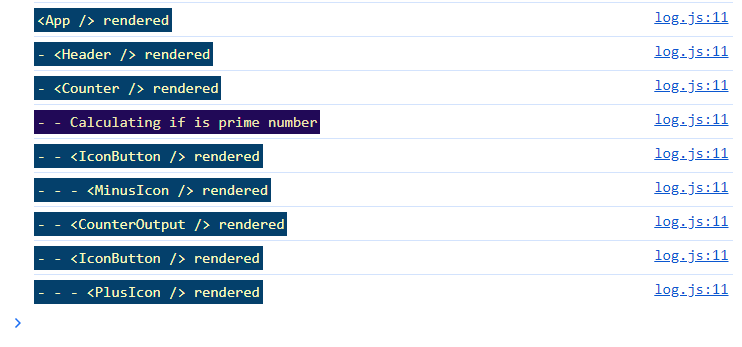 <App /> rendered log.js:11
- <Header /> rendered log.js:11
- <Counter /> rendered log.js:11
- - Calculating if is prime number log.js:11
- - <IconButton /> rendered log.js:11
- - - <MinusIcon /> rendered log.js:11
- - <CounterOutput /> rendered log.js:11
- - <IconButton /> rendered log.js:11
- - - <PlusIcon /> rendered log.js:11